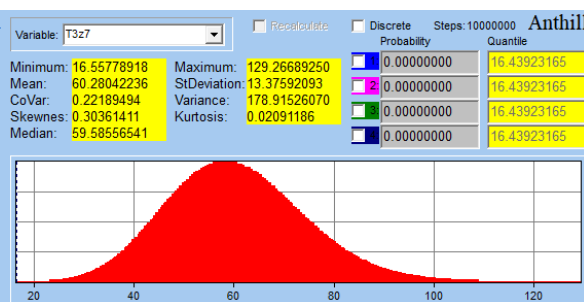 Variable: T3z7 Recalculate Discrete Steps: 10000000 Anthill
Probability Quantile
Minimum: 16.55778918 Maximum: 129.26689250 1 0.00000000 16.43923165
Mean: 60.28042236 StDeviation: 13.37592093 2 0.00000000 16.43923165
CoVar: 0.22189494 Variance: 178.91526070 3 0.00000000 16.43923165
Skewnes: 0.30361411 Kurtosis: 0.02091186 0.00000000 16.43923165
Median: 59.58556541
20 40 60 80 100 120